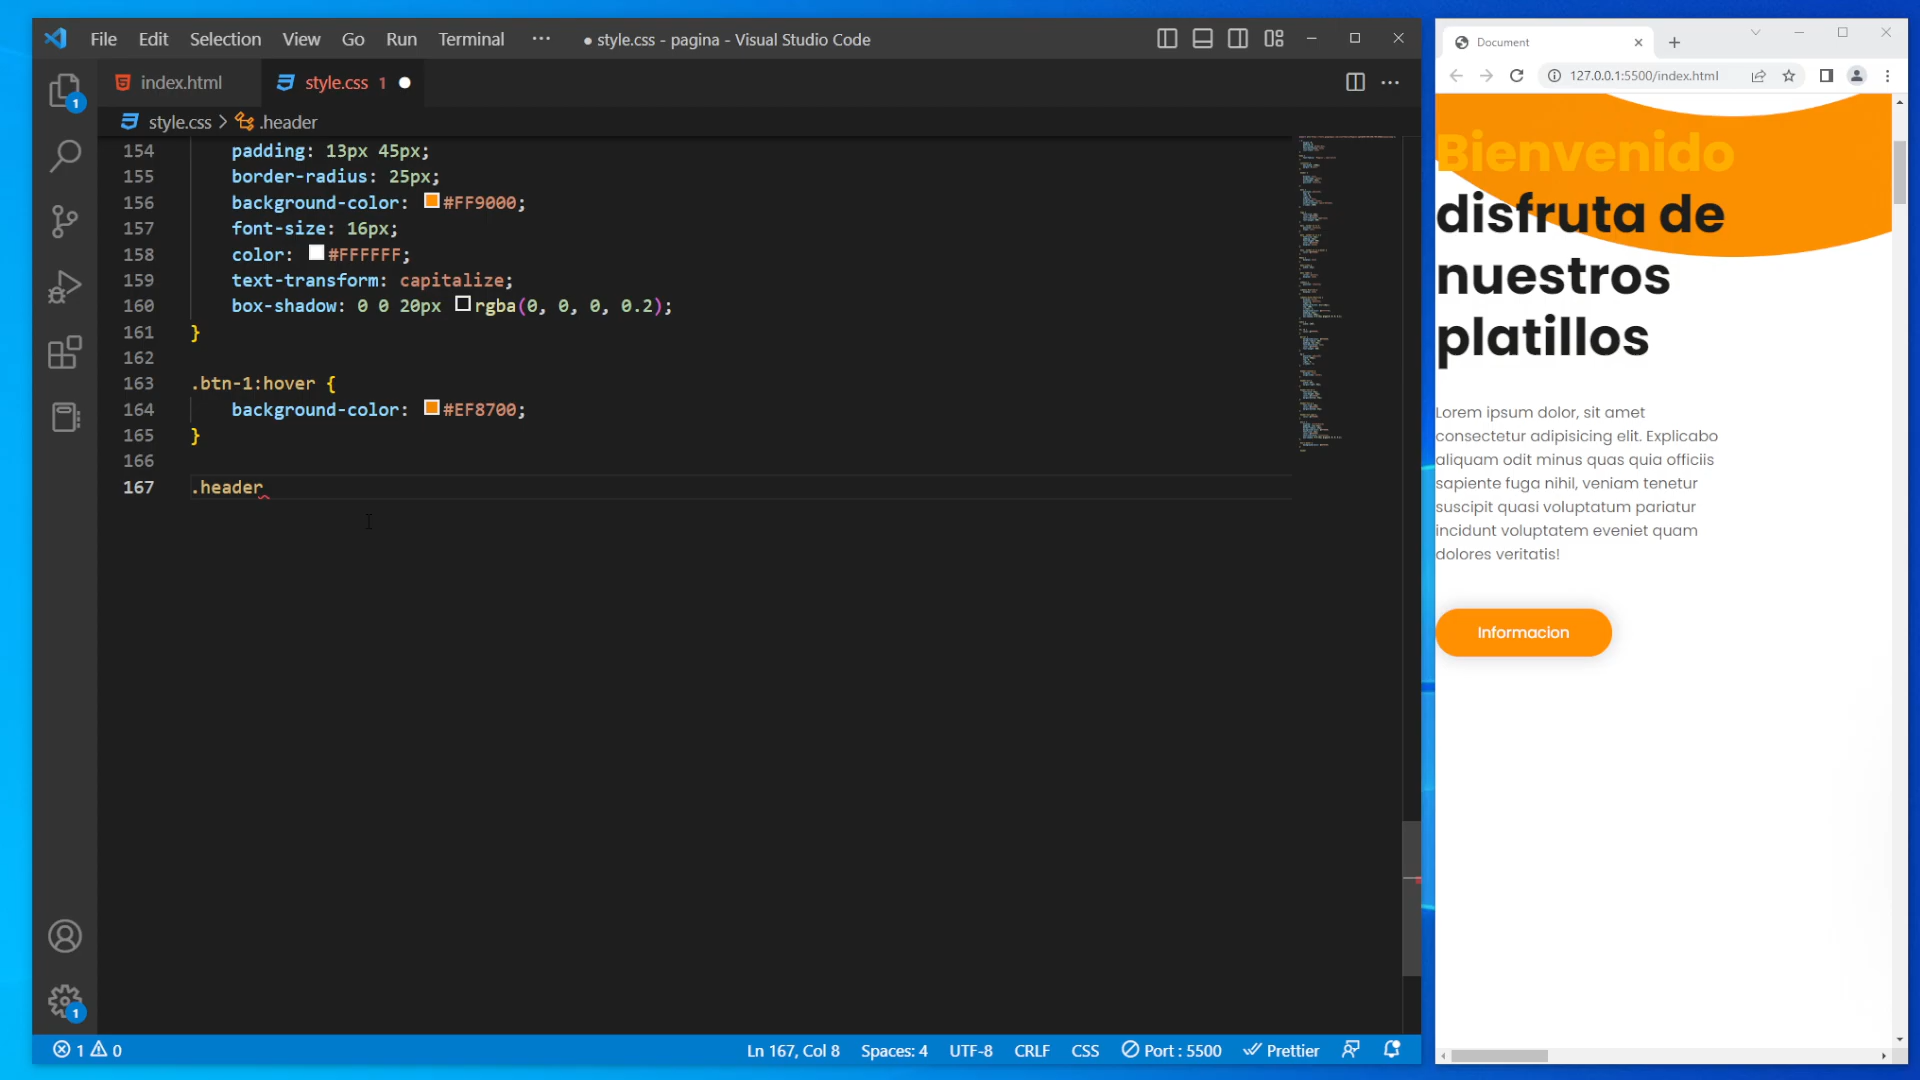 File Edit Selection View Go Run Terminal ··· ● style.css - pagina - Visual Studio Code
index.html style.css 1
style.css > .header
154 padding: 13px 45px;
155 border-radius: 25px;
156 background-color: #FF9000;
157 font-size: 16px;
158 color: #FFFFFF;
159 text-transform: capitalize;
160 box-shadow: 0 0 20px rgba(0, 0, 0, 0.2);
161 }
162
163 .btn-1:hover {
164 background-color: #EF8700;
165 }
166
167 .header
1
1
1 0 Ln 167, Col 8 Spaces: 4 UTF-8 CRLF CSS Port : 5500 Prettier
Document
127.0.0.1:5500/index.html
Bienvenido
disfruta de
nuestros
platillos
Lorem ipsum dolor, sit amet
consectetur adipisicing elit. Explicabo
aliquam odit minus quas quia officiis
sapiente fuga nihil, veniam tenetur
suscipit quasi voluptatum pariatur
incidunt voluptatem eveniet quam
dolores veritatis!
Informacion